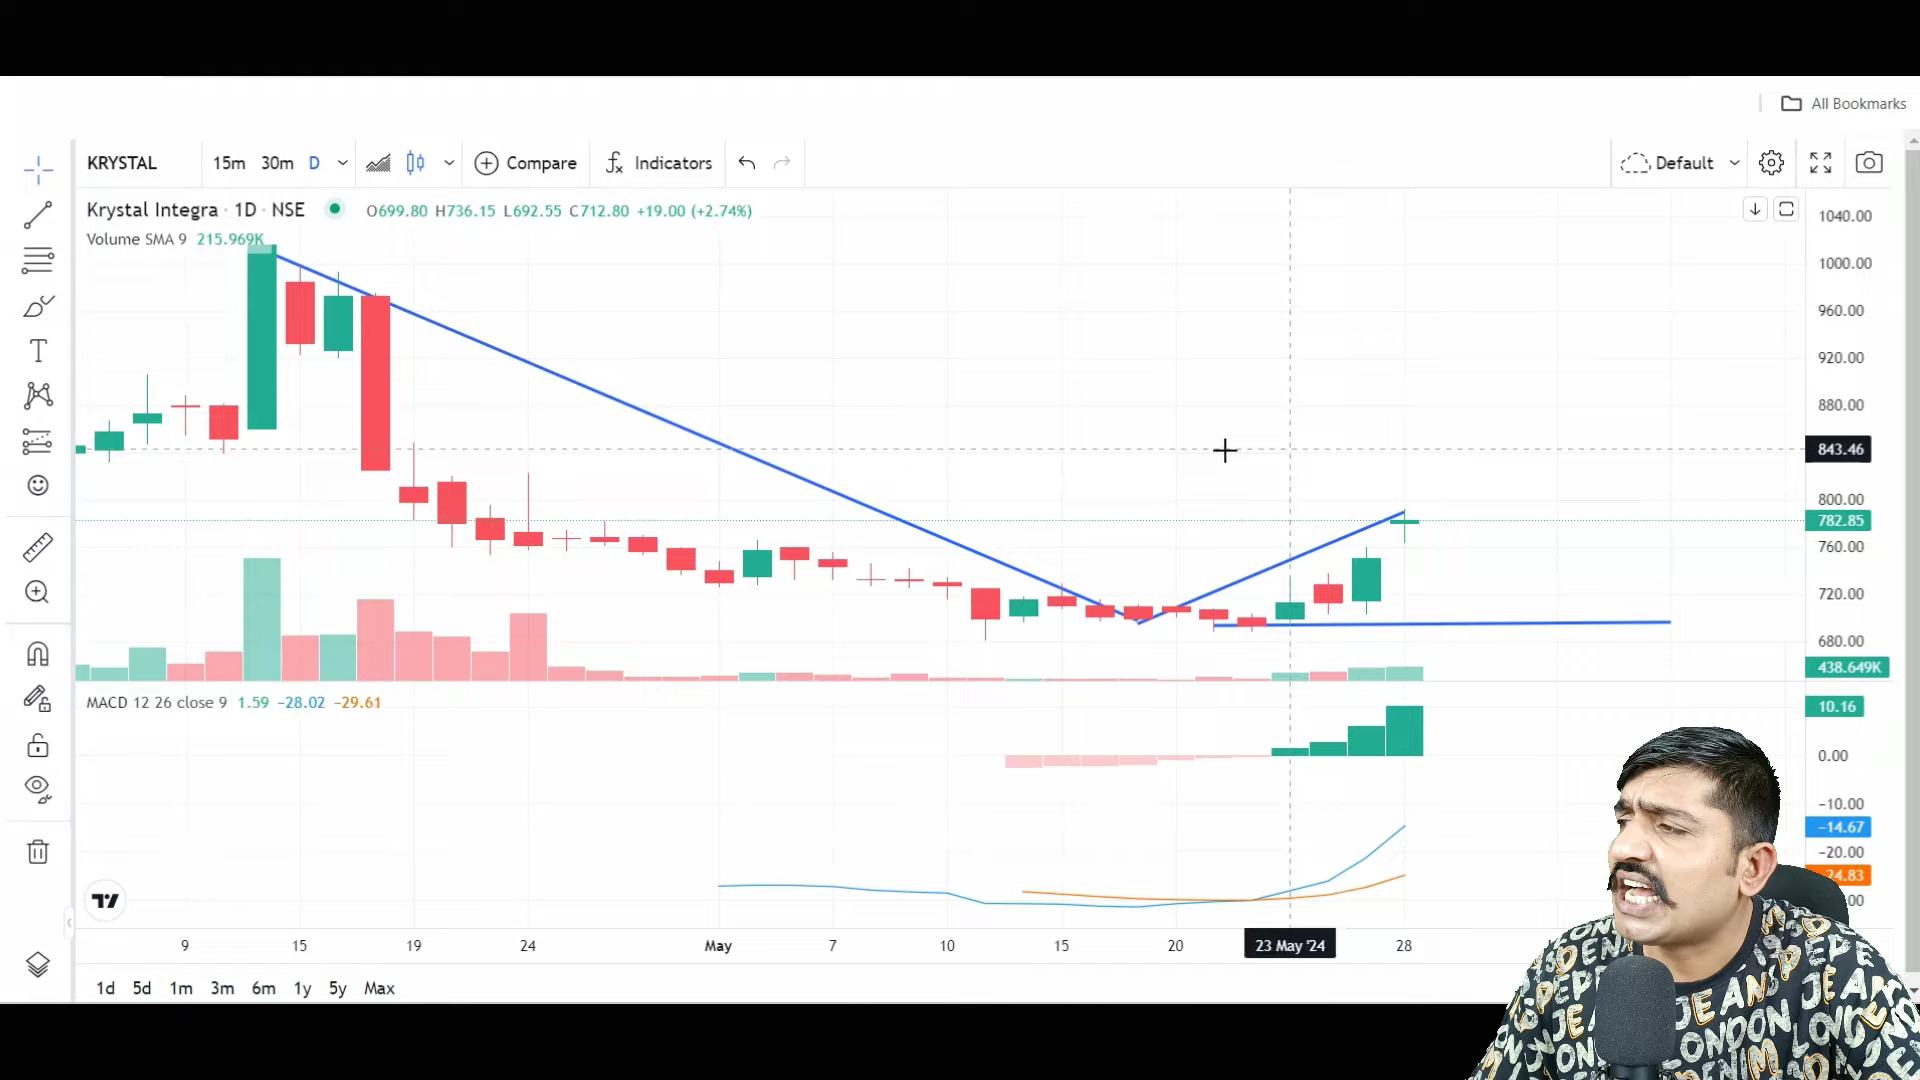 All Bookmarks
KRYSTAL 15m 30m D Compare Indicators Default
Krystal Integra · 1D · NSE O699.80 H736.15 L692.55 C712.80 +19.00 (+2.74%)
Volume SMA 9 215.969K
1040.00
1000.00
960.00
920.00
880.00
843.46
800.00
782.85
760.00
720.00
680.00
438.649K
MACD 12 26 close 9 1.59 −28.02 −29.61
10.16
0.00
−10.00
−14.67
−20.00
24.83
9 15 19 24 May 7 10 15 20 23 May '24 28
1d 5d 1m 3m 6m 1y 5y Max